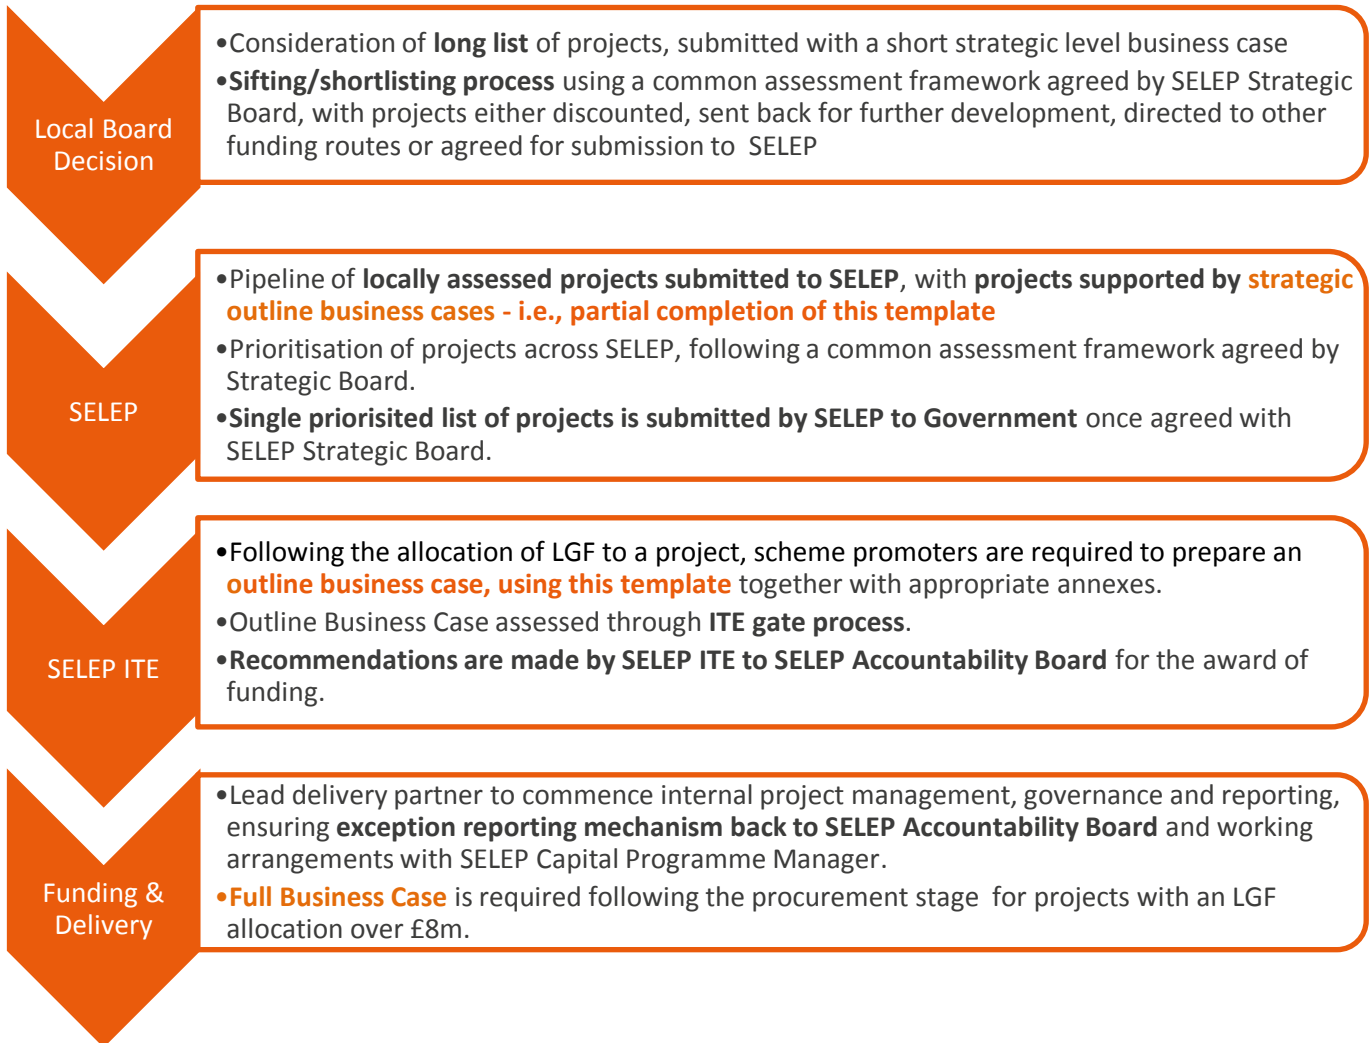 Local Board
Decision
•Consideration of long list of projects, submitted with a short strategic level business case
•Sifting/shortlisting process using a common assessment framework agreed by SELEP Strategic
Board, with projects either discounted, sent back for further development, directed to other
funding routes or agreed for submission to SELEP
SELEP
•Pipeline of locally assessed projects submitted to SELEP, with projects supported by strategic
outline business cases - i.e., partial completion of this template
•Prioritisation of projects across SELEP, following a common assessment framework agreed by
Strategic Board.
•Single priorisited list of projects is submitted by SELEP to Government once agreed with
SELEP Strategic Board.
SELEP ITE
•Following the allocation of LGF to a project, scheme promoters are required to prepare an
outline business case, using this template together with appropriate annexes.
•Outline Business Case assessed through ITE gate process.
•Recommendations are made by SELEP ITE to SELEP Accountability Board for the award of
funding.
Funding &
Delivery
•Lead delivery partner to commence internal project management, governance and reporting,
ensuring exception reporting mechanism back to SELEP Accountability Board and working
arrangements with SELEP Capital Programme Manager.
•Full Business Case is required following the procurement stage for projects with an LGF
allocation over £8m.